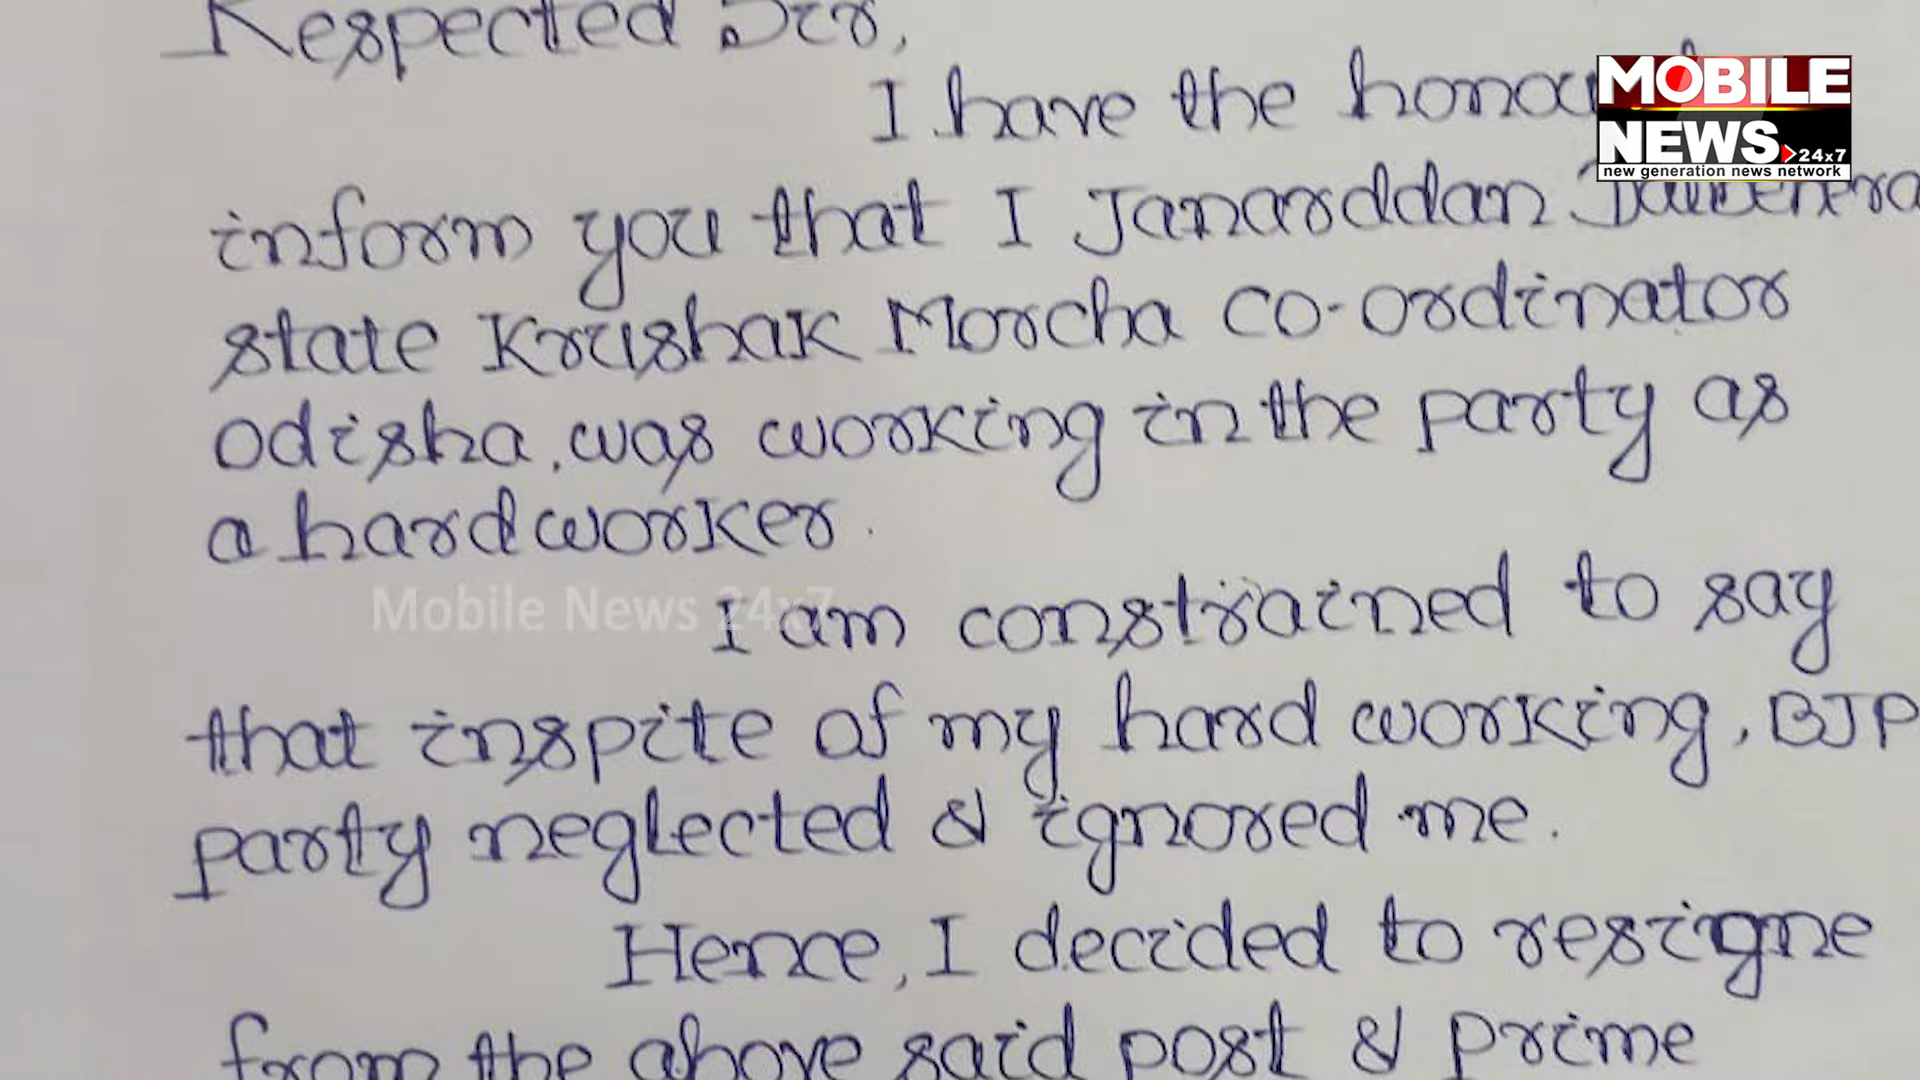 Respected Sir,
I have the honou
inform you that I Janarddan
state Krushak Morcha co-ordinator
odisha, was working in the party as
a hardworker.
I am constrained to say
that inspite of my hard working, BJP
party neglected & ignored me.
Hence, I decided to resigne
from the above said post & prime
MOBILE
NEWS 24x7
new generation news network
Mobile News 24x7